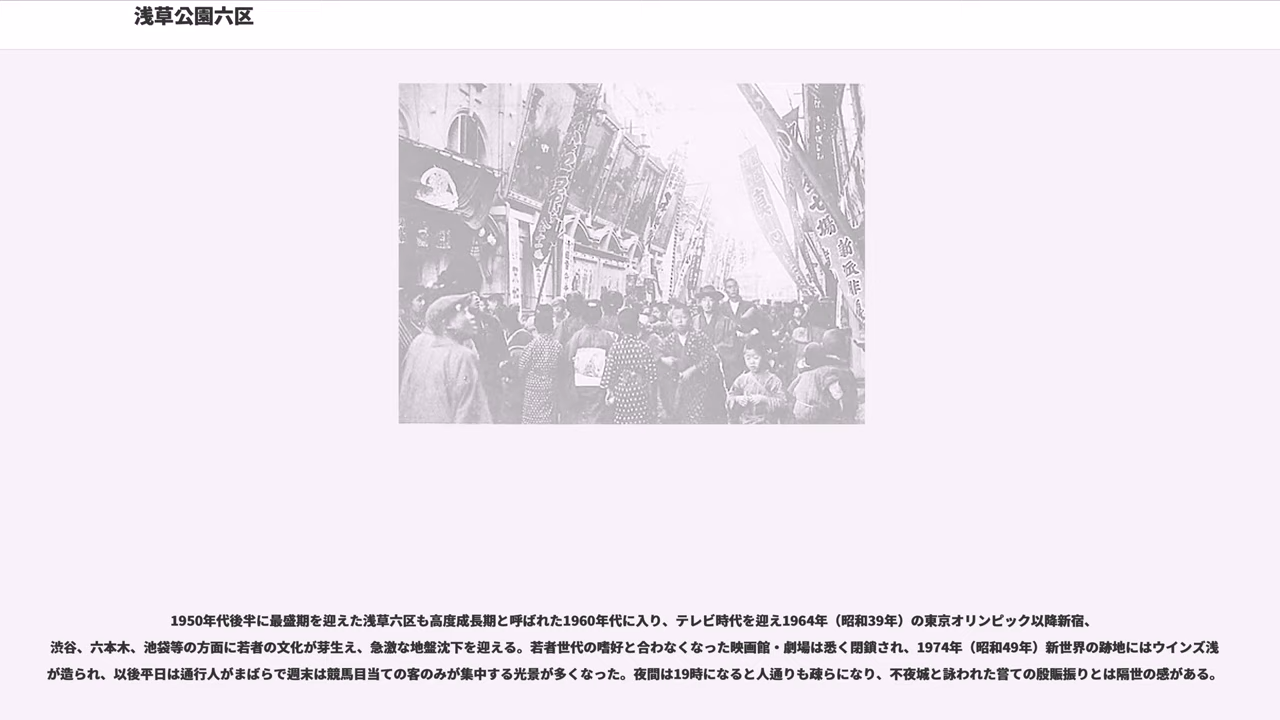 浅草公園六区
1950年代後半に最盛期を迎えた浅草六区も高度成長期と呼ばれた1960年代に入り、テレビ時代を迎え1964年（昭和39年）の東京オリンピック以降新宿、
渋谷、六本木、池袋等の方面に若者の文化が芽生え、急激な地盤沈下を迎える。若者世代の嗜好と合わなくなった映画館・劇場は悉く閉鎖され、1974年（昭和49年）新世界の跡地にはウインズ浅
が造られ、以後平日は通行人がまばらで週末は競馬目当ての客のみが集中する光景が多くなった。夜間は19時になると人通りも疎らになり、不夜城と詠われた嘗ての殷賑振りとは隔世の感がある。